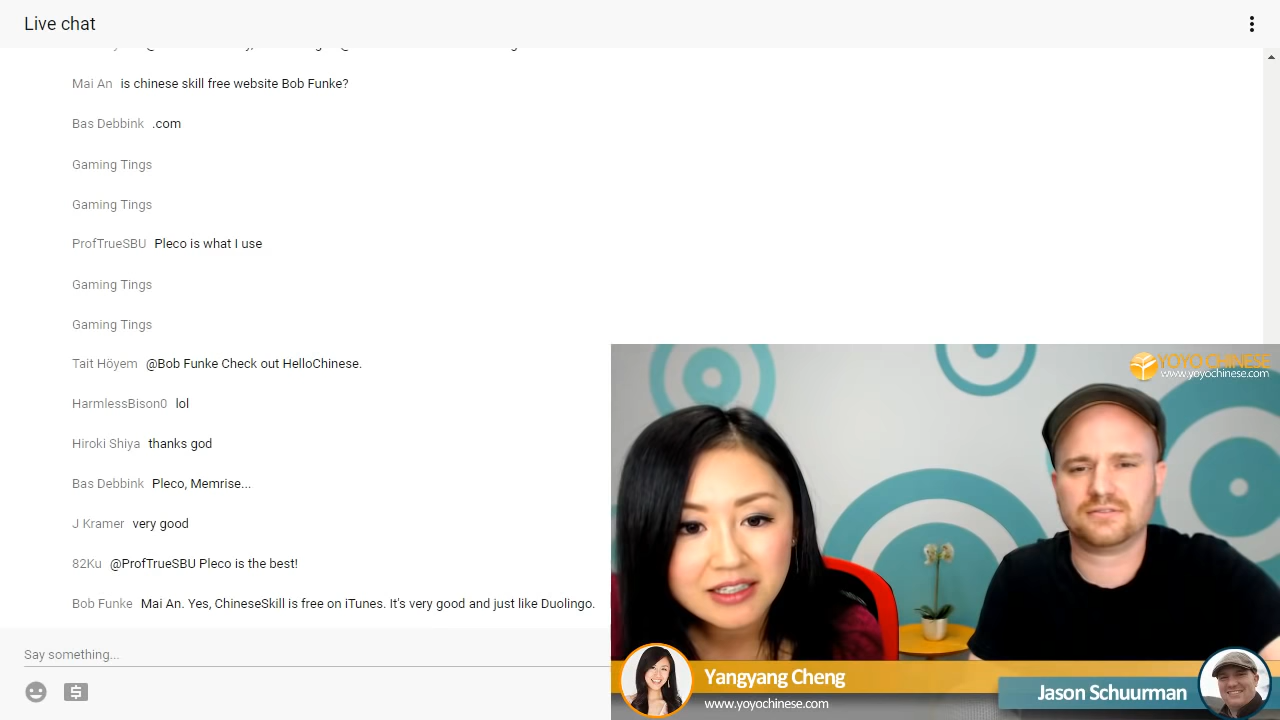 Live chat
Mai An is chinese skill free website Bob Funke?
Bas Debbink .com
Gaming Tings
Gaming Tings
ProfTrueSBU Pleco is what I use
Gaming Tings
Gaming Tings
Tait Höyem @Bob Funke Check out HelloChinese.
HarmlessBison0 lol
Hiroki Shiya thanks god
Bas Debbink Pleco, Memrise...
J Kramer very good
82Ku @ProfTrueSBU Pleco is the best!
Bob Funke Mai An. Yes, ChineseSkill is free on iTunes. It's very good and just like Duolingo.
Say something...
YOYO CHINESE
www.yoyochinese.com
Yangyang Cheng
www.yoyochinese.com
Jason Schuurman